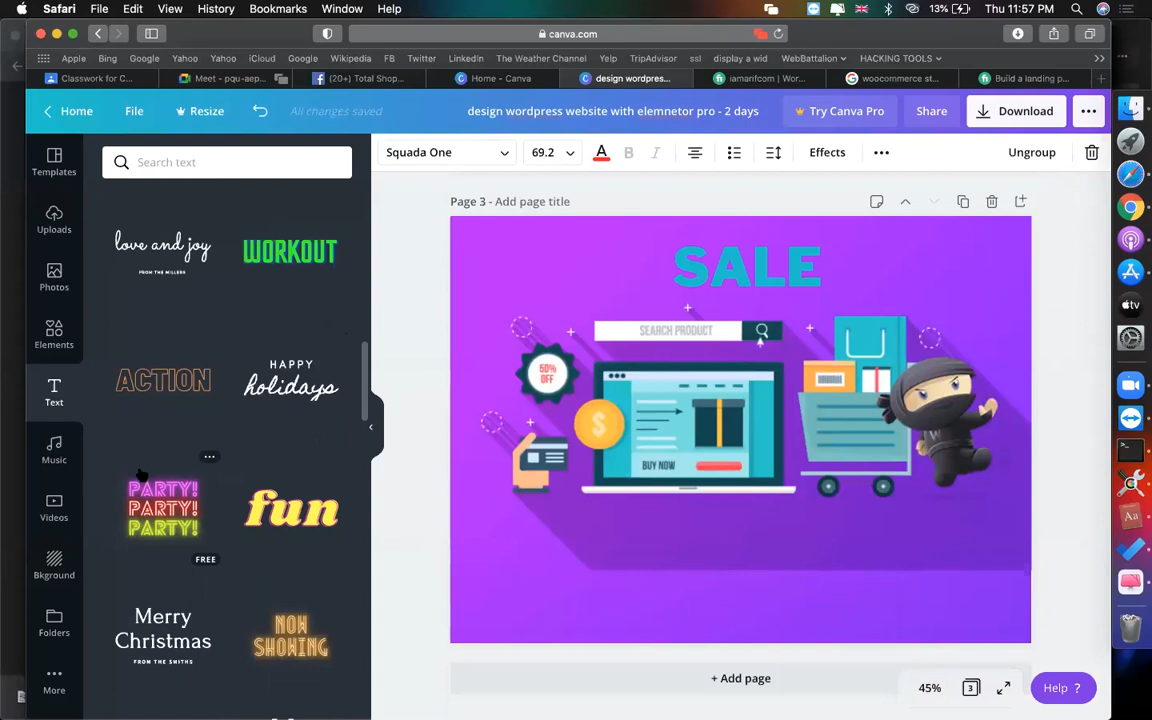 Safari File Edit View History Bookmarks Window Help 13% Thu 11:57 PM
canva.com
Apple Bing Google Yahoo Yahoo iCloud Google Wikipedia FB Twitter LinkedIn The Weather Channel Yelp TripAdvisor ssl display a wid WebBattalion HACKING TOOLS >>
Classwork for C... Meet - pqu-aep... (20+) Total Shop... Home - Canva design wordpres... iamarifcom | Wor... woocommerce st... Build a landing p...
Home File Resize All changes saved design wordpress website with elemnetor pro - 2 days Try Canva Pro Share Download
Search text
Squada One 69.2 A B I Effects Ungroup
Templates
Uploads
Photos
Elements
Text
Music
Videos
Bkground
Folders
More
love and joy
FROM THE MILLERS
WORKOUT
ACTION
HAPPY
holidays
PARTY!
PARTY!
PARTY!
FREE
fun
Merry
Christmas
FROM THE SMITHS
NOW
SHOWING
Page 3 - Add page title
SALE
SEARCH PRODUCT
50%
OFF
$
BUY NOW
W
+ Add page
45% 3 Help ?